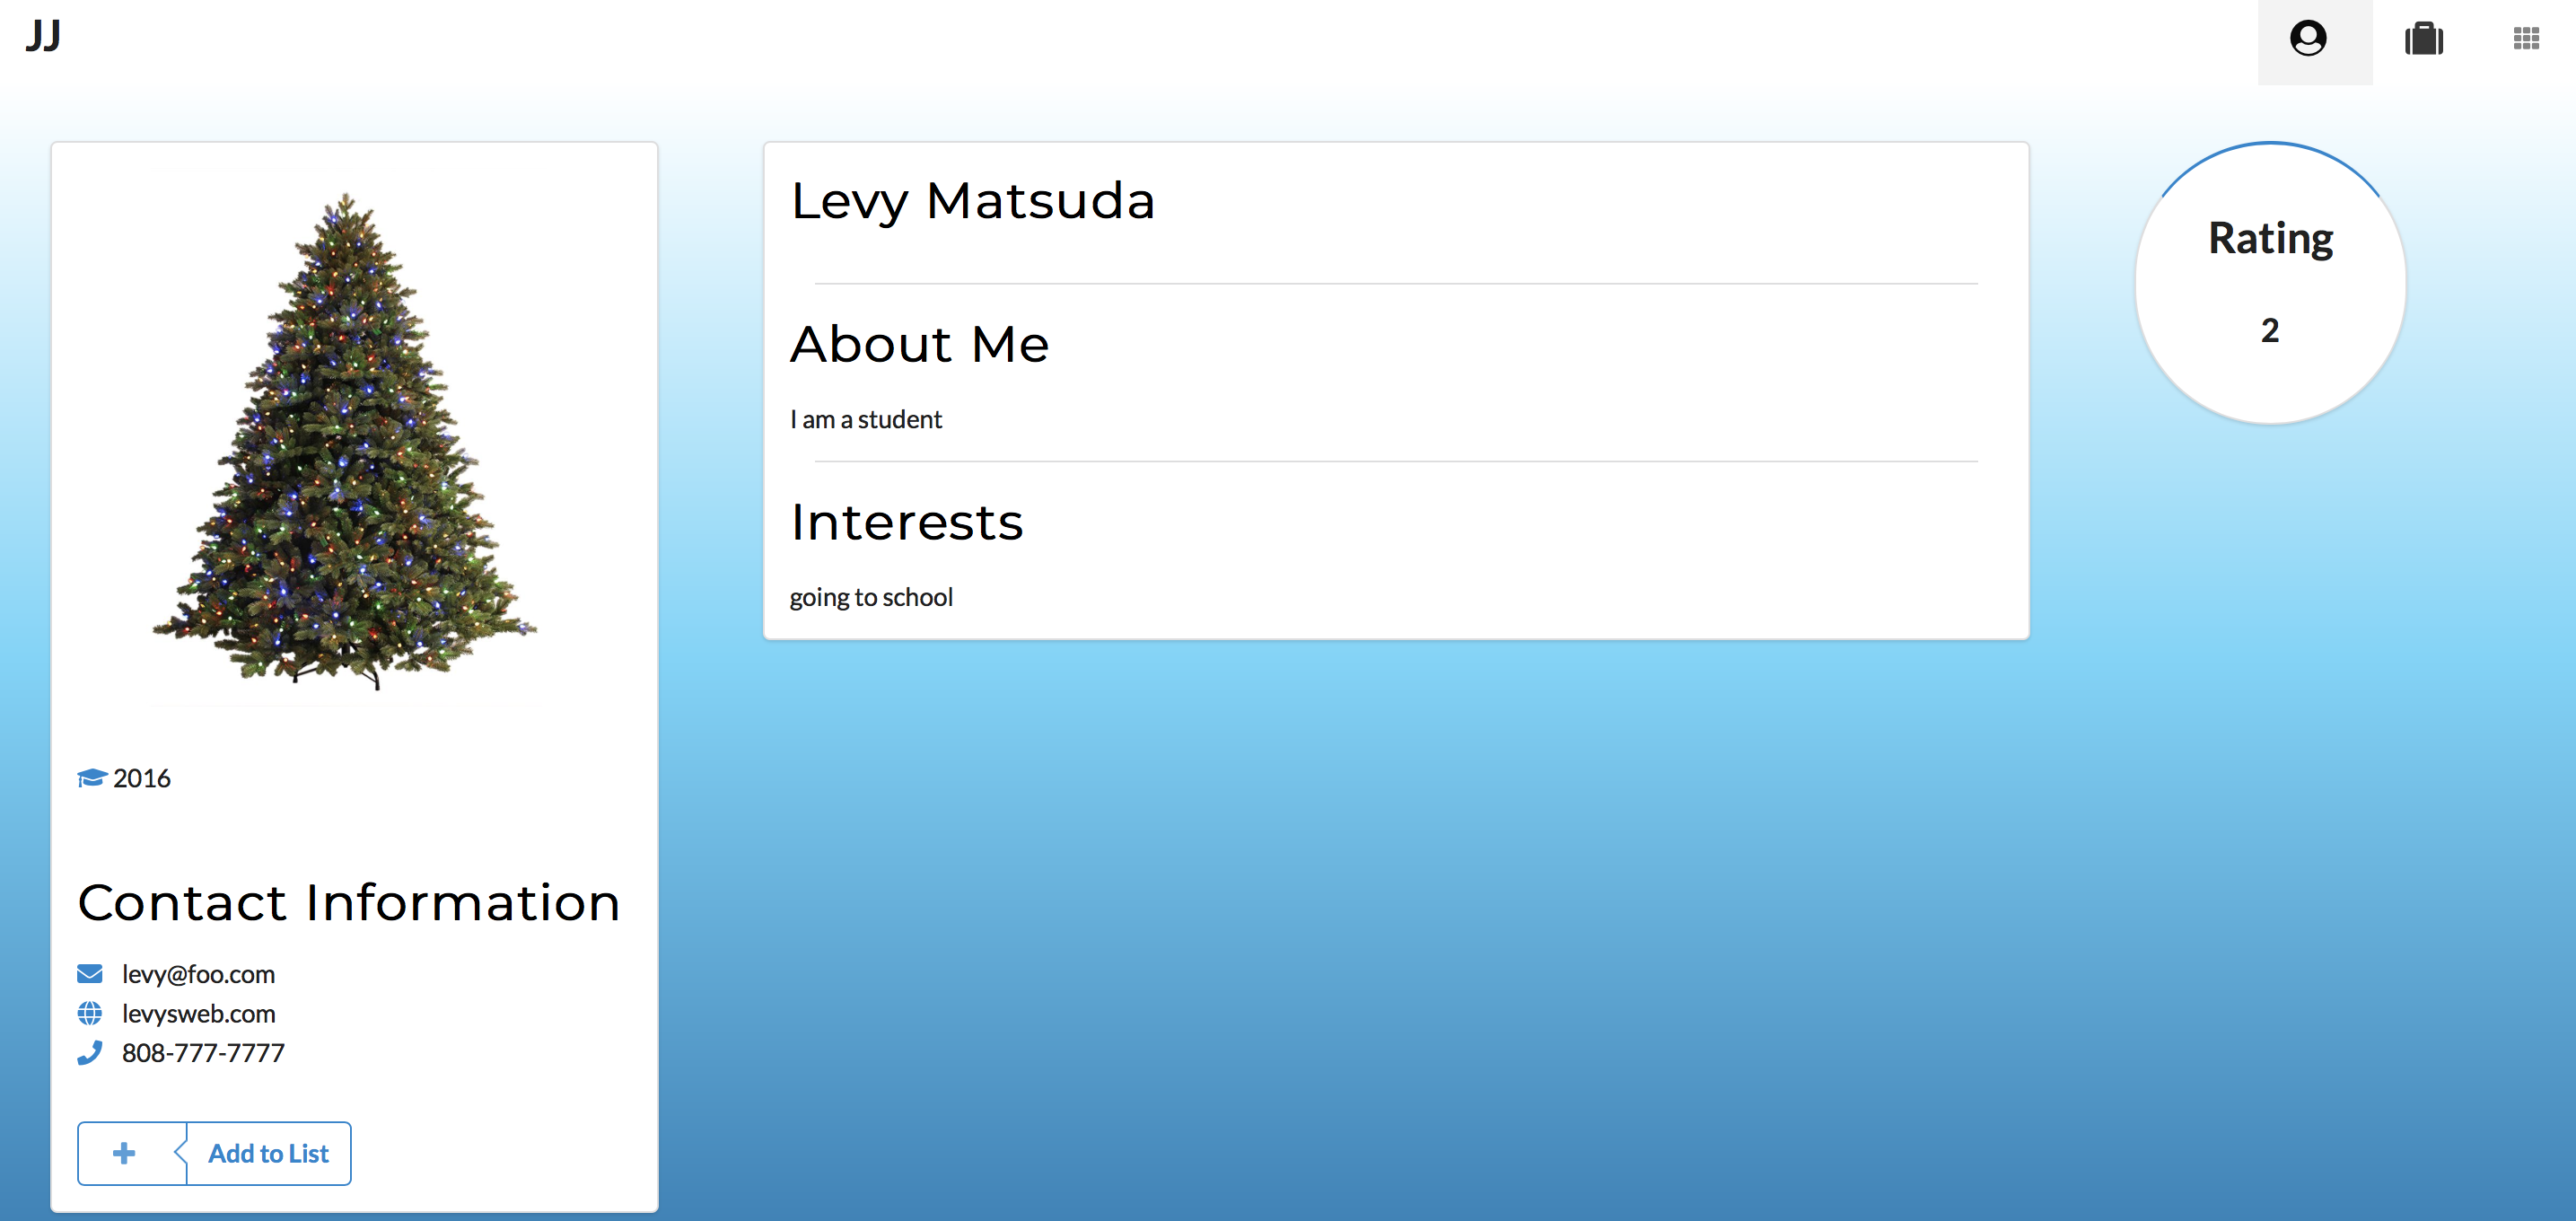 JJ
2016
Contact Information
levy@foo.com
levysweb.com
808-777-7777
Add to List
Levy Matsuda
About Me
I am a student
Interests
going to school
Rating
2